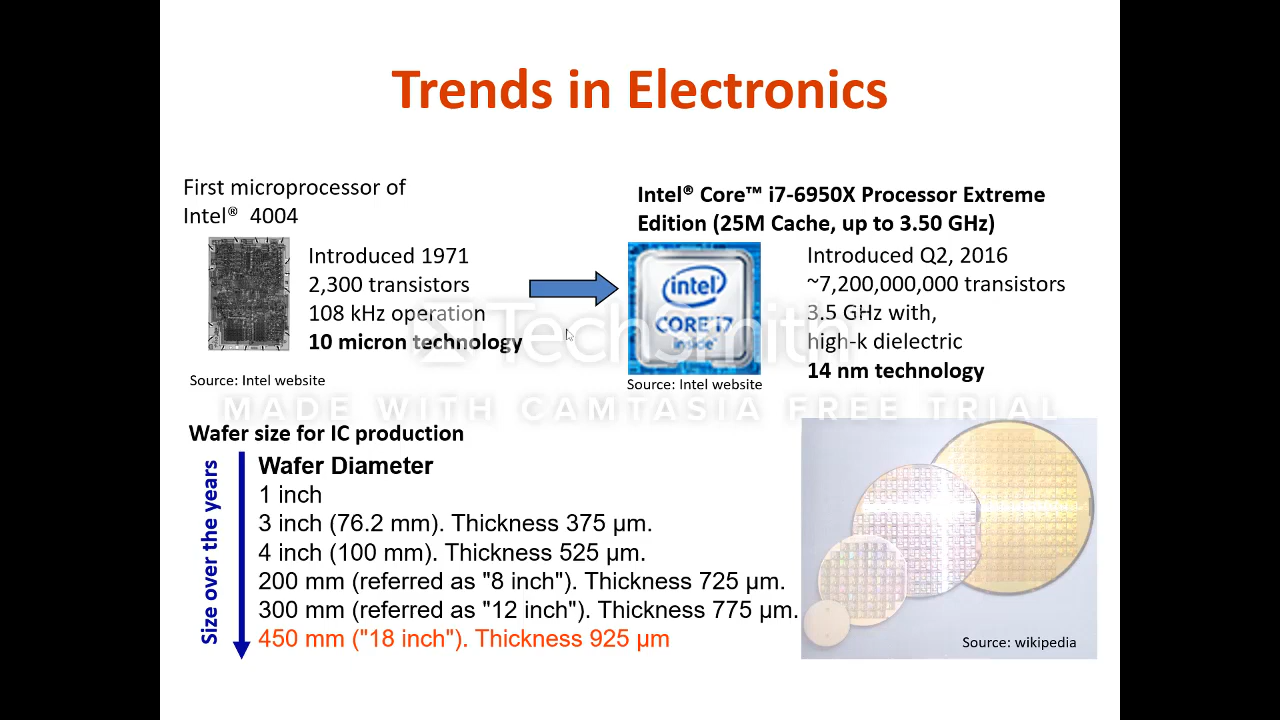 Trends in Electronics
First microprocessor of
Intel® 4004
Introduced 1971
2,300 transistors
108 kHz operation
10 micron technology
Source: Intel website
Intel® Core™ i7-6950X Processor Extreme
Edition (25M Cache, up to 3.50 GHz)
intel
CORE™i7
inside™
Introduced Q2, 2016
~7,200,000,000 transistors
3.5 GHz with,
high-k dielectric
14 nm technology
Source: Intel website
TechSmith
MADE WITH CAMTASIA FREE TRIAL
Wafer size for IC production
Size over the years
Wafer Diameter
1 inch
3 inch (76.2 mm). Thickness 375 µm.
4 inch (100 mm). Thickness 525 µm.
200 mm (referred as "8 inch"). Thickness 725 µm.
300 mm (referred as "12 inch"). Thickness 775 µm.
450 mm ("18 inch"). Thickness 925 µm
Source: wikipedia